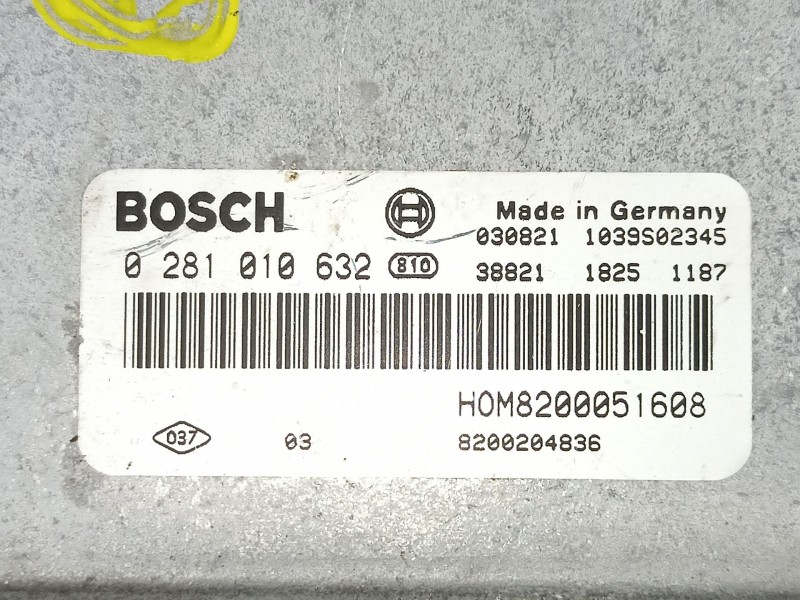 BOSCH
Made in Germany
030821 1039S02345
0 281 010 632 810 38821 1825 1187
HOM8200051608
037 03 8200204836